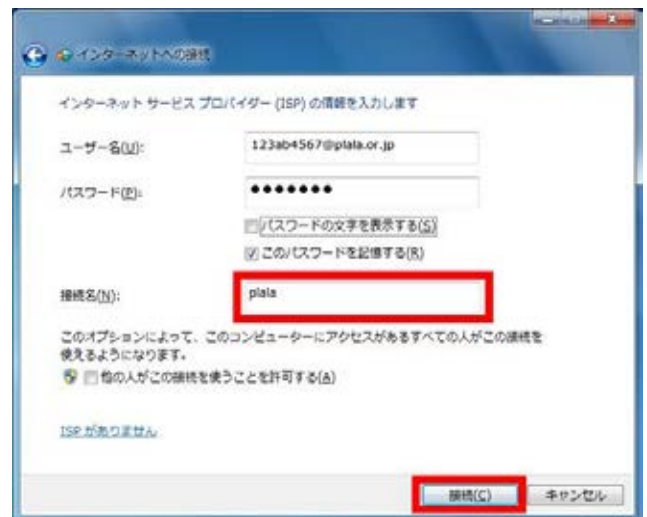 インターネットへの接続
インターネット サービス プロバイダー (ISP) の情報を入力します
ユーザー名(U):
123ab4567@plala.or.jp
パスワード(P):
●●●●●●●
パスワードの文字を表示する(S)
このパスワードを記憶する(R)
接続名(N):
plala
このオプションによって、このコンピューターにアクセスがあるすべての人がこの接続を
使えるようになります。
他の人がこの接続を使うことを許可する(A)
ISP がありません
接続(C)
キャンセル